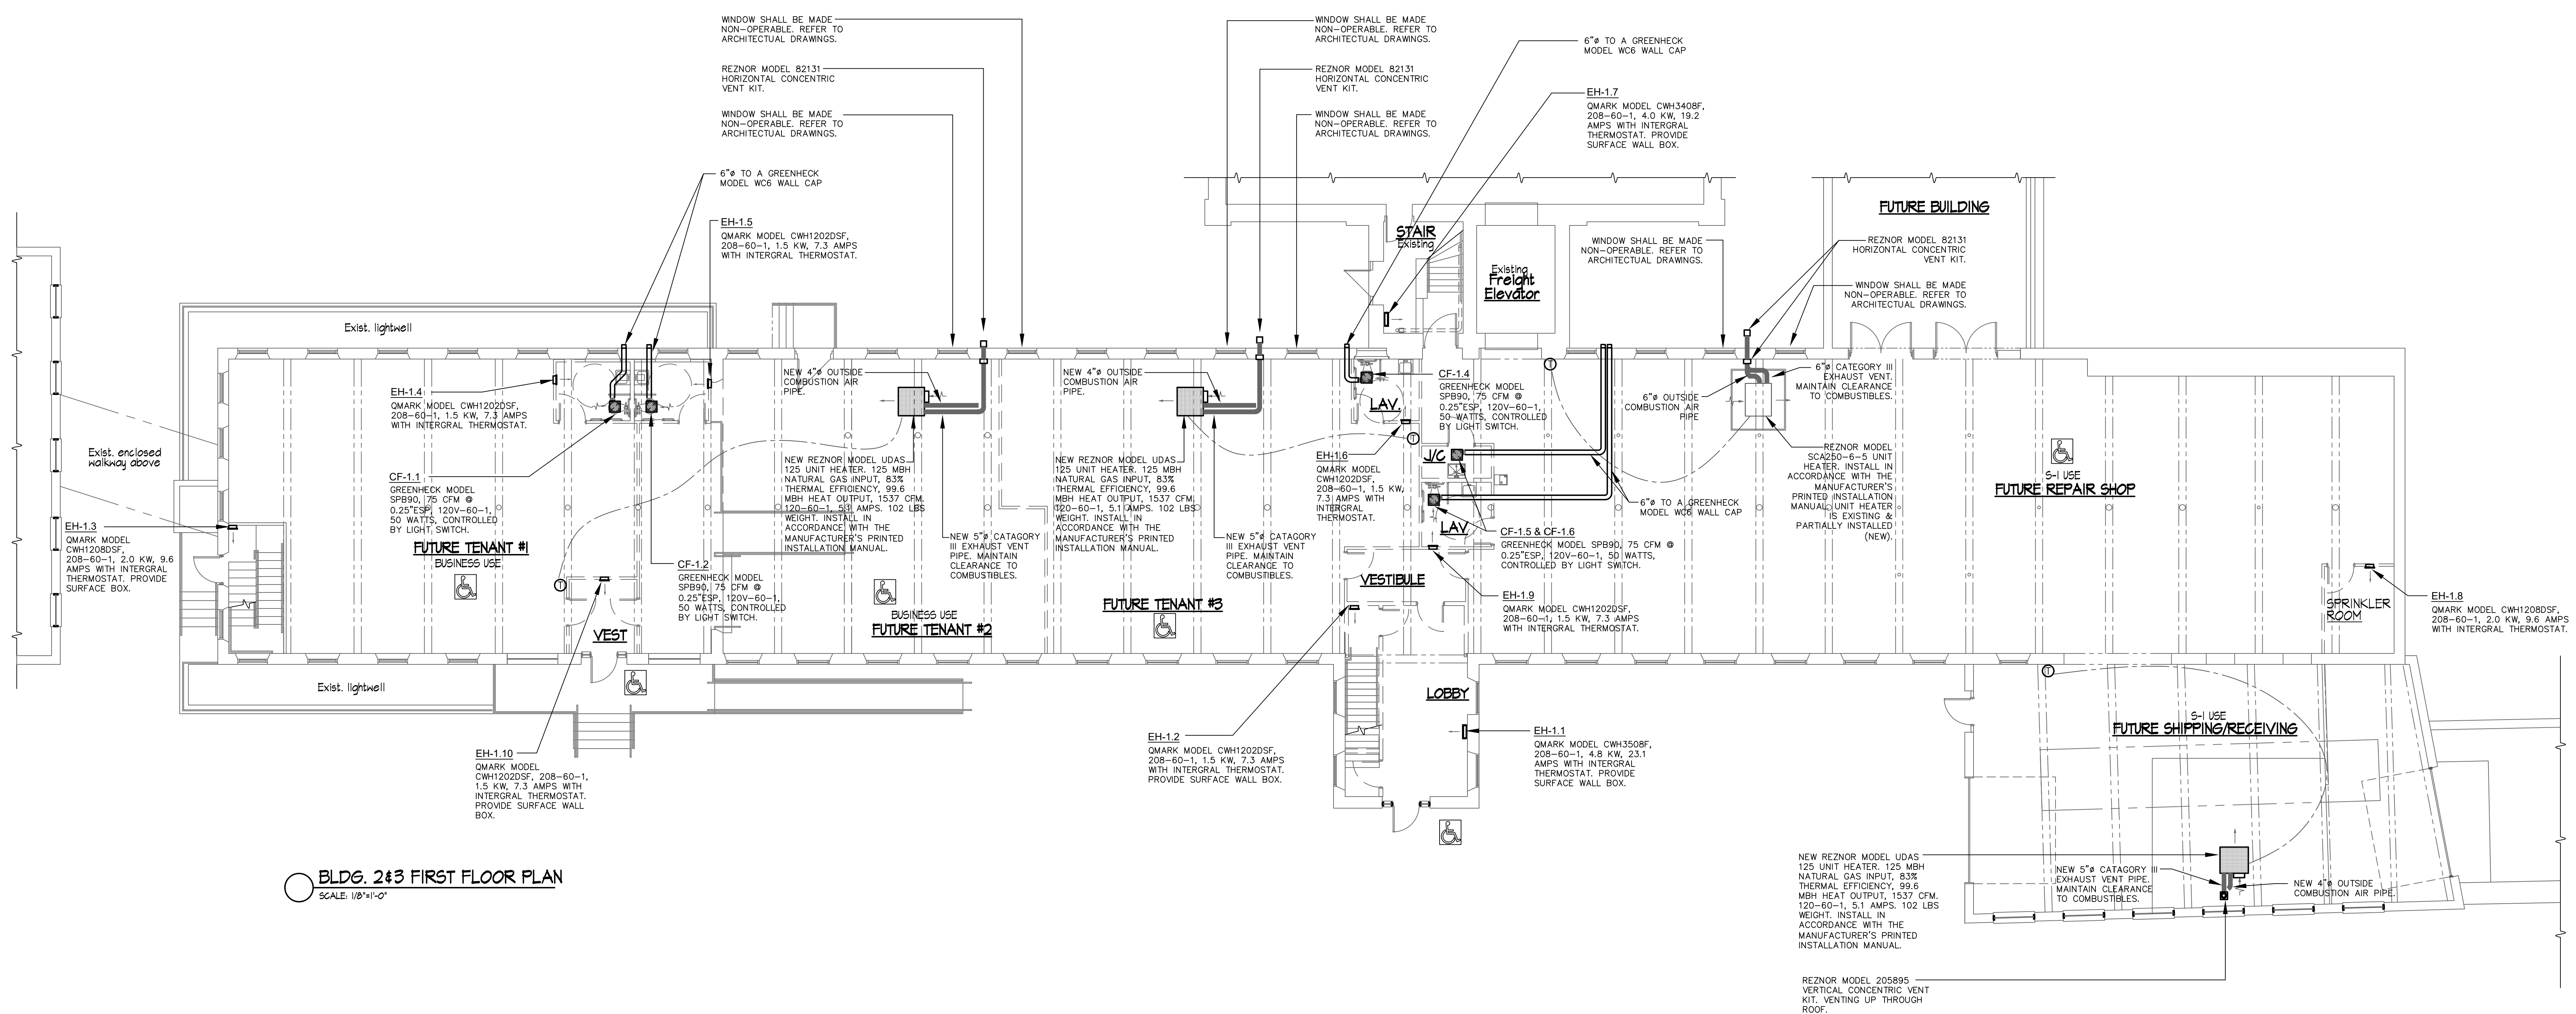 WINDOW SHALL BE MADE
NON-OPERABLE. REFER TO
ARCHITECTUAL DRAWINGS.
REZNOR MODEL 82131
HORIZONTAL CONCENTRIC
VENT KIT.
WINDOW SHALL BE MADE
NON-OPERABLE. REFER TO
ARCHITECTUAL DRAWINGS.
6"ø TO A GREENHECK
MODEL WC6 WALL CAP
EH-1.5
QMARK MODEL CWH1202DSF,
208-60-1, 1.5 KW, 7.3 AMPS
WITH INTERGRAL THERMOSTAT.
WINDOW SHALL BE MADE
NON-OPERABLE. REFER TO
ARCHITECTUAL DRAWINGS.
REZNOR MODEL 82131
HORIZONTAL CONCENTRIC
VENT KIT.
WINDOW SHALL BE MADE
NON-OPERABLE. REFER TO
ARCHITECTUAL DRAWINGS.
6"ø TO A GREENHECK
MODEL WC6 WALL CAP
EH-1.7
QMARK MODEL CWH3408F,
208-60-1, 4.0 KW, 19.2
AMPS WITH INTERGRAL
THERMOSTAT. PROVIDE
SURFACE WALL BOX.
STAIR
Existing
Existing
Freight
Elevator
WINDOW SHALL BE MADE
NON-OPERABLE. REFER TO
ARCHITECTUAL DRAWINGS.
FUTURE BUILDING
REZNOR MODEL 82131
HORIZONTAL CONCENTRIC
VENT KIT.
WINDOW SHALL BE MADE
NON-OPERABLE. REFER TO
ARCHITECTUAL DRAWINGS.
Exist. lightwell
EH-1.4
QMARK MODEL CWH1202DSF,
208-60-1, 1.5 KW, 7.3 AMPS
WITH INTERGRAL THERMOSTAT.
NEW 4"ø OUTSIDE
COMBUSTION AIR
PIPE.
NEW 4"ø OUTSIDE
COMBUSTION AIR
PIPE.
LAV.
CF-1.4
GREENHECK MODEL
SPB90, 75 CFM @
0.25"ESP, 120V-60-1,
50 WATTS, CONTROLLED
BY LIGHT SWITCH.
T
6"ø OUTSIDE
COMBUSTION AIR
PIPE
6"ø CATEGORY III
EXHAUST VENT.
MAINTAIN CLEARANCE
TO COMBUSTIBLES.
Exist. enclosed
walkway above
CF-1.1
GREENHECK MODEL
SPB90, 75 CFM @
0.25"ESP, 120V-60-1,
50 WATTS, CONTROLLED
BY LIGHT SWITCH.
NEW REZNOR MODEL UDAS
125 UNIT HEATER. 125 MBH
NATURAL GAS INPUT, 83%
THERMAL EFFICIENCY, 99.6
MBH HEAT OUTPUT, 1537 CFM.
120-60-1, 5.1 AMPS. 102 LBS
WEIGHT. INSTALL IN
ACCORDANCE WITH THE
MANUFACTURER'S PRINTED
INSTALLATION MANUAL.
NEW 5"ø CATAGORY
III EXHAUST VENT
PIPE. MAINTAIN
CLEARANCE TO
COMBUSTIBLES.
NEW REZNOR MODEL UDAS
125 UNIT HEATER. 125 MBH
NATURAL GAS INPUT, 83%
THERMAL EFFICIENCY, 99.6
MBH HEAT OUTPUT, 1537 CFM.
120-60-1, 5.1 AMPS. 102 LBS
WEIGHT. INSTALL IN
ACCORDANCE WITH THE
MANUFACTURER'S PRINTED
INSTALLATION MANUAL.
NEW 5"ø CATAGORY
III EXHAUST VENT
PIPE. MAINTAIN
CLEARANCE TO
COMBUSTIBLES.
T
EH-1.6
QMARK MODEL
CWH1202DSF,
208-60-1, 1.5 KW,
7.3 AMPS WITH
INTERGRAL
THERMOSTAT.
J/C
LAV.
6"ø TO A GREENHECK
MODEL WC6 WALL CAP
CF-1.5 & CF-1.6
GREENHECK MODEL SPB90, 75 CFM @
0.25"ESP, 120V-60-1, 50 WATTS,
CONTROLLED BY LIGHT SWITCH.
REZNOR MODEL
SCA250-6-5 UNIT
HEATER. INSTALL IN
ACCORDANCE WITH THE
MANUFACTURER'S
PRINTED INSTALLATION
MANUAL. UNIT HEATER
IS EXISTING &
PARTIALLY INSTALLED
(NEW).
S-1 USE
FUTURE REPAIR SHOP
EH-1.3
QMARK MODEL
CWH1208DSF,
208-60-1, 2.0 KW, 9.6
AMPS WITH INTERGRAL
THERMOSTAT. PROVIDE
SURFACE BOX.
FUTURE TENANT #1
BUSINESS USE
T
CF-1.2
GREENHECK MODEL
SPB90, 75 CFM @
0.25"ESP, 120V-60-1,
50 WATTS, CONTROLLED
BY LIGHT SWITCH.
VEST
BUSINESS USE
FUTURE TENANT #2
FUTURE TENANT #3
VESTIBULE
EH-1.9
QMARK MODEL CWH1202DSF,
208-60-1, 1.5 KW, 7.3 AMPS
WITH INTERGRAL THERMOSTAT.
SPRINKLER
ROOM
EH-1.8
QMARK MODEL CWH1208DSF,
208-60-1, 2.0 KW, 9.6 AMPS
WITH INTERGRAL THERMOSTAT.
Exist. lightwell
LOBBY
T
EH-1.10
QMARK MODEL
CWH1202DSF, 208-60-1,
1.5 KW, 7.3 AMPS WITH
INTERGRAL THERMOSTAT.
PROVIDE SURFACE WALL
BOX.
EH-1.2
QMARK MODEL CWH1202DSF,
208-60-1, 1.5 KW, 7.3 AMPS
WITH INTERGRAL THERMOSTAT.
PROVIDE SURFACE WALL BOX.
EH-1.1
QMARK MODEL CWH3508F,
208-60-1, 4.8 KW, 23.1
AMPS WITH INTERGRAL
THERMOSTAT. PROVIDE
SURFACE WALL BOX.
S-1 USE
FUTURE SHIPPING/RECEIVING
BLDG. 2&3 FIRST FLOOR PLAN
SCALE: 1/8"=1'-0"
NEW REZNOR MODEL UDAS
125 UNIT HEATER. 125 MBH
NATURAL GAS INPUT, 83%
THERMAL EFFICIENCY, 99.6
MBH HEAT OUTPUT, 1537 CFM.
120-60-1, 5.1 AMPS. 102 LBS
WEIGHT. INSTALL IN
ACCORDANCE WITH THE
MANUFACTURER'S PRINTED
INSTALLATION MANUAL.
NEW 5"ø CATAGORY III
EXHAUST VENT PIPE.
MAINTAIN CLEARANCE
TO COMBUSTIBLES.
NEW 4"ø OUTSIDE
COMBUSTION AIR PIPE.
REZNOR MODEL 205895
VERTICAL CONCENTRIC VENT
KIT. VENTING UP THROUGH
ROOF.